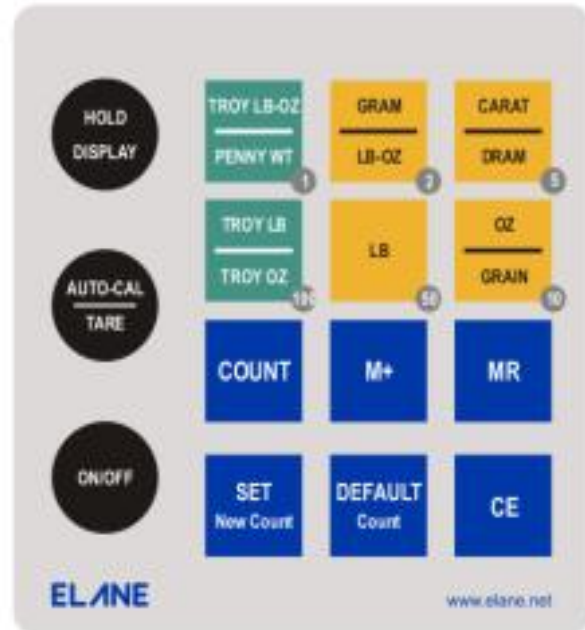 HOLD
DISPLAY
TROY LB-OZ
PENNY WT
1
GRAM
LB-OZ
CARAT
DRAM
5
AUTO-CAL
TARE
TROY LB
TROY OZ
100
LB
50
OZ
GRAIN
10
COUNT
M+
MR
ON/OFF
SET
New Count
DEFAULT
Count
CE
ELANE
www.elane.net